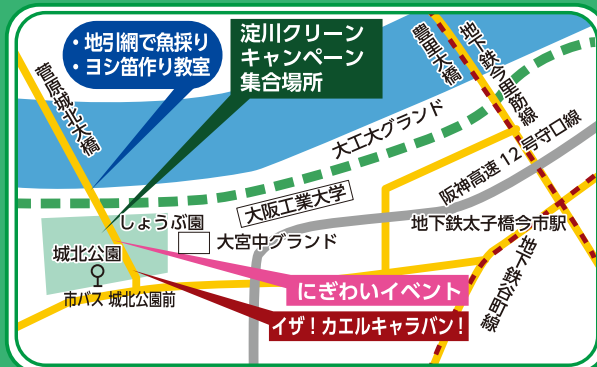 ・地引網で魚採り
・ヨシ笛作り教室
淀川クリーン
キャンペーン
集合場所
豊里大橋
地下鉄今里筋線
菅原城北大橋
大工大グランド
阪神高速12号守口線
大阪工業大学
しょうぶ園
大宮中グランド
地下鉄太子橋今市駅
城北公園
地下鉄谷町線
市バス 城北公園前
にぎわいイベント
イザ！カエルキャラバン！